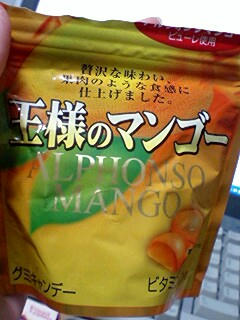 ピューレ使用
贅沢な味わい、
果肉のような食感に
仕上げました。
王様のマンゴー
ALPHONSO
MANGO
グミキャンデー
ビタミン